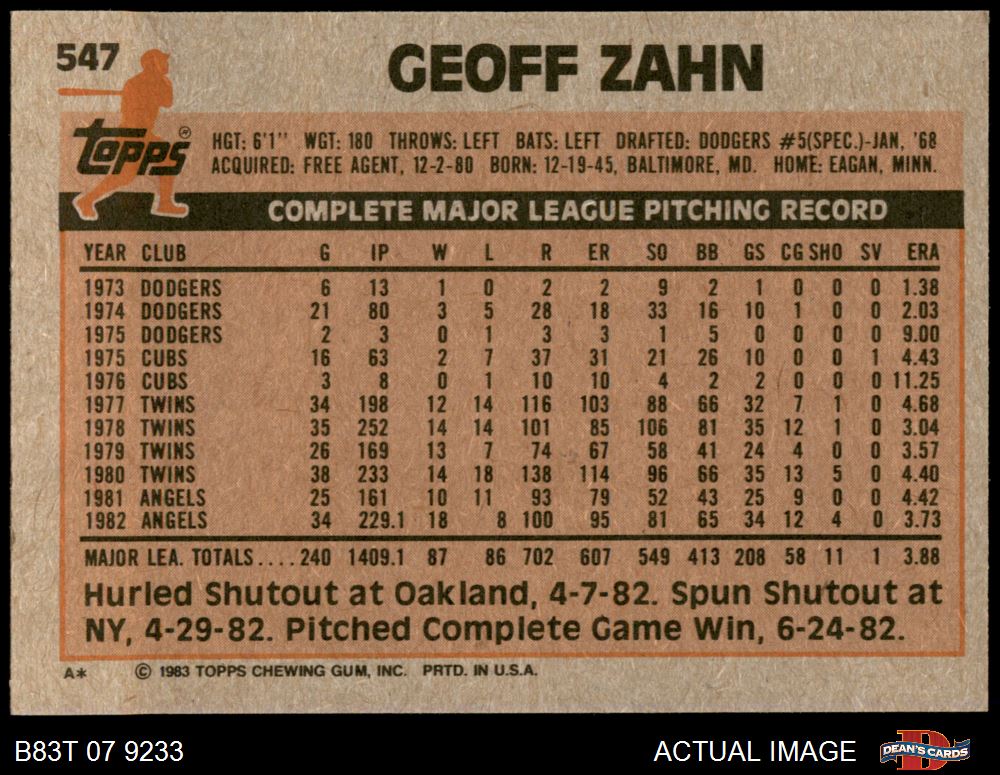 547
GEOFF ZAHN
Topps ®
HGT: 6'1" WGT: 180 THROWS: LEFT BATS: LEFT DRAFTED: DODGERS #5(SPEC.)-JAN, '68
ACQUIRED: FREE AGENT, 12-2-80 BORN: 12-19-45, BALTIMORE, MD. HOME: EAGAN, MINN.
COMPLETE MAJOR LEAGUE PITCHING RECORD
YEAR CLUB G IP W L R ER SO BB GS CG SHO SV ERA
1973 DODGERS 6 13 1 0 2 2 9 2 1 0 0 0 1.38
1974 DODGERS 21 80 3 5 28 18 33 16 10 1 0 0 2.03
1975 DODGERS 2 3 0 1 3 3 1 5 0 0 0 0 9.00
1975 CUBS 16 63 2 7 37 31 21 26 10 0 0 1 4.43
1976 CUBS 3 8 0 1 10 10 4 2 2 0 0 0 11.25
1977 TWINS 34 198 12 14 116 103 88 66 32 7 1 0 4.68
1978 TWINS 35 252 14 14 101 85 106 81 35 12 1 0 3.04
1979 TWINS 26 169 13 7 74 67 58 41 24 4 0 0 3.57
1980 TWINS 38 233 14 18 138 114 96 66 35 13 5 0 4.40
1981 ANGELS 25 161 10 11 93 79 52 43 25 9 0 0 4.42
1982 ANGELS 34 229.1 18 8 100 95 81 65 34 12 4 0 3.73
MAJOR LEA. TOTALS.... 240 1409.1 87 86 702 607 549 413 208 58 11 1 3.88
Hurled Shutout at Oakland, 4-7-82. Spun Shutout at
NY, 4-29-82. Pitched Complete Game Win, 6-24-82.
A* © 1983 TOPPS CHEWING GUM, INC. PRTD. IN U.S.A.
B83T 07 9233 ACTUAL IMAGE DEAN'S CARDS